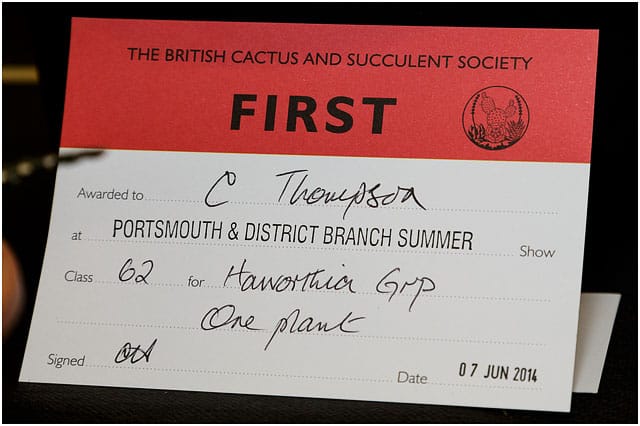 THE BRITISH CACTUS AND SUCCULENT SOCIETY
FIRST
Awarded to C Thompson
at PORTSMOUTH & DISTRICT BRANCH SUMMER Show
Class 62 for Haworthia Grp
One plant
Signed
Date 07 JUN 2014